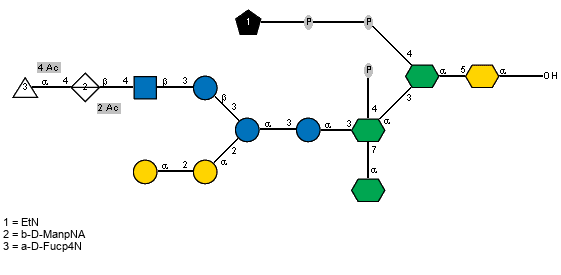 1 P P
4 Ac 4
3 α 4 2 β 4 β 3 P α 5 α OH
2 Ac β 3 4 3
α 3 α 3 α
2 7
α 2 α α
1 = EtN
2 = b-D-ManpNA
3 = a-D-Fucp4N